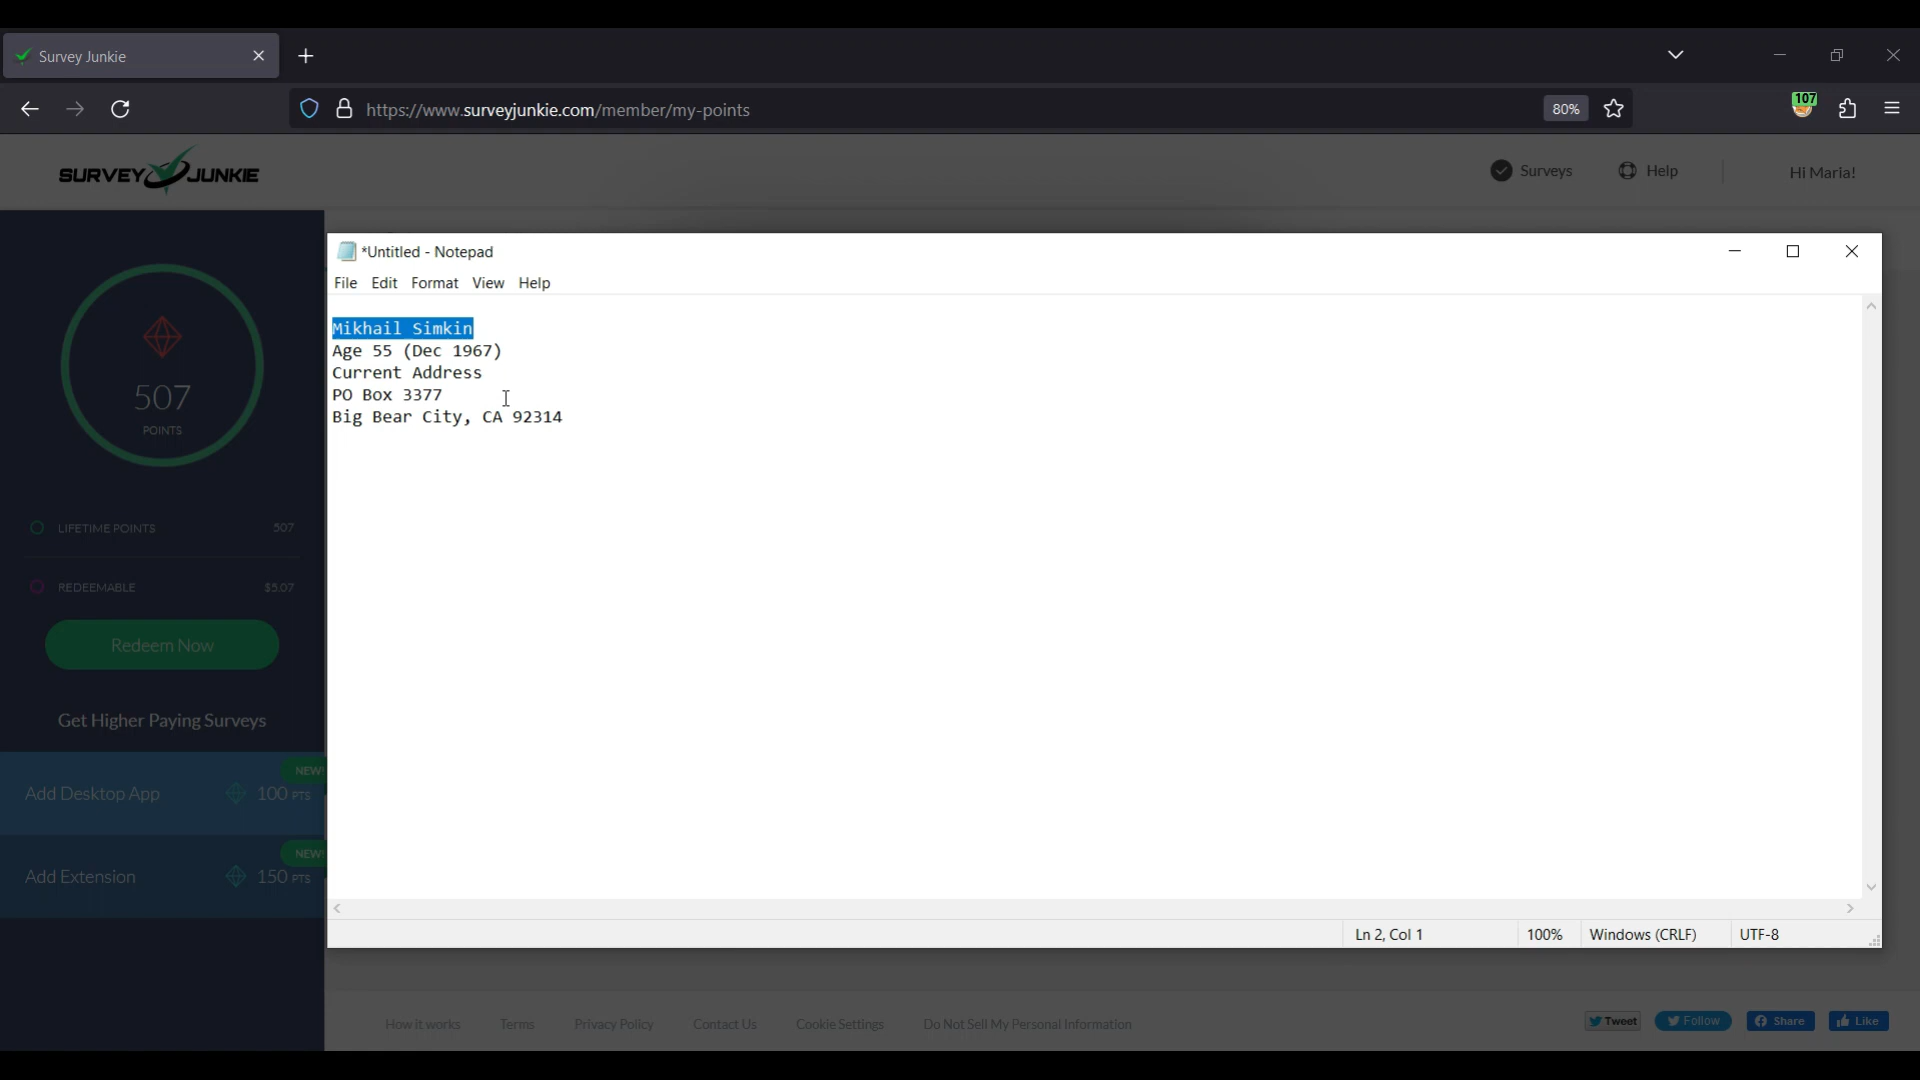 Survey Junkie
https://www.surveyjunkie.com/member/my-points
80%
107
SURVEY JUNKIE
Surveys
Help
Hi Maria!
*Untitled - Notepad
File Edit Format View Help
Mikhail Simkin
Age 55 (Dec 1967)
Current Address
PO Box 3377
Big Bear City, CA 92314
507
POINTS
LIFETIME POINTS 507
REDEEMABLE $5.07
Redeem Now
Get Higher Paying Surveys
NEW
Add Desktop App 100 PTS
NEW
Add Extension 150 PTS
Ln 2, Col 1 100% Windows (CRLF) UTF-8
How it works Terms Privacy Policy Contact Us Cookie Settings Do Not Sell My Personal Information
Tweet Follow Share Like